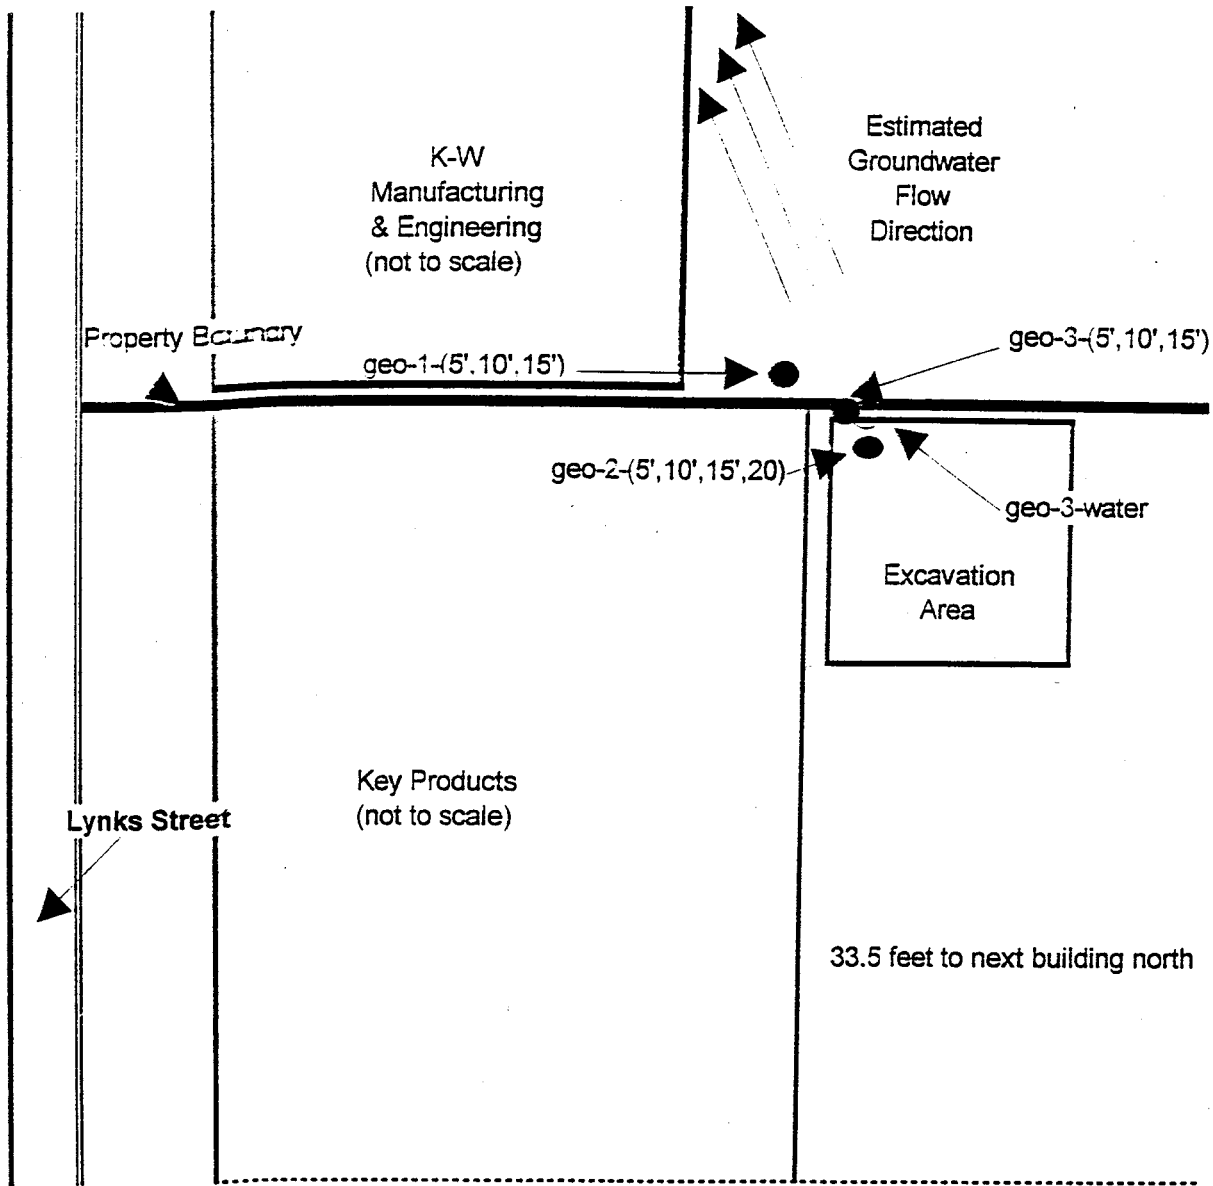 K-W
Manufacturing
& Engineering
(not to scale)
Estimated
Groundwater
Flow
Direction
Property Boundary
geo-1-(5',10',15')
geo-3-(5',10',15')
geo-2-(5',10',15',20)
geo-3-water
Excavation
Area
Key Products
(not to scale)
Lynks Street
33.5 feet to next building north